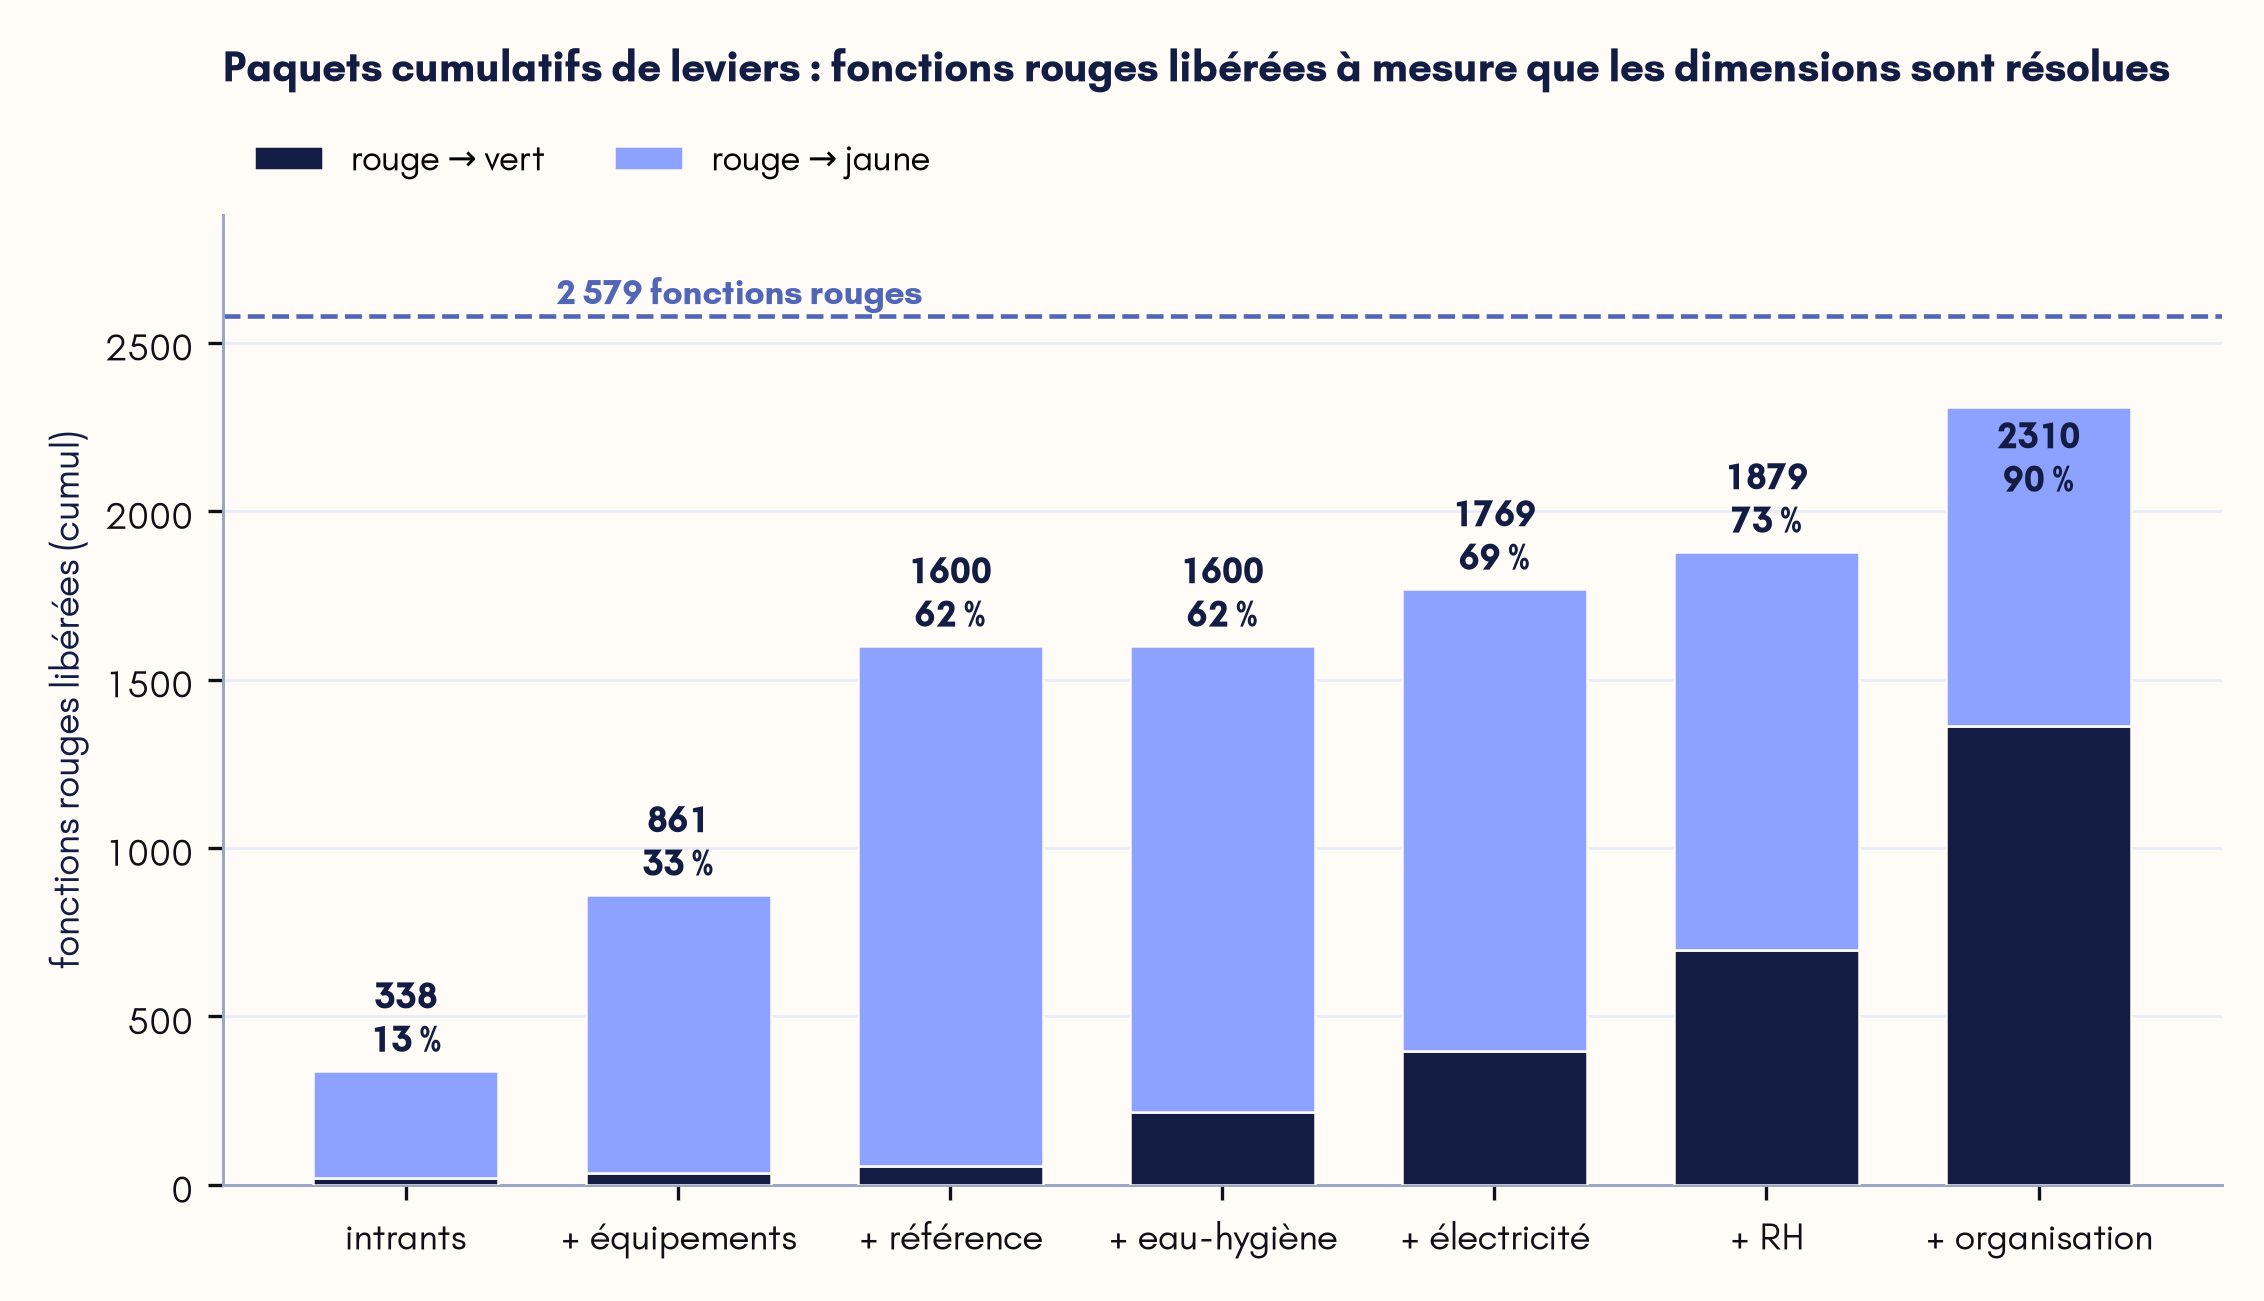 Paquets cumulatifs de leviers : fonctions rouges libérées à mesure que les dimensions sont résolues
rouge → vert
rouge → jaune
2 579 fonctions rouges
fonctions rouges libérées (cumul)
2500
2000
1500
1000
500
0
338
13 %
861
33 %
1600
62 %
1600
62 %
1769
69 %
1879
73 %
2310
90 %
intrants
+ équipements
+ référence
+ eau-hygiène
+ électricité
+ RH
+ organisation